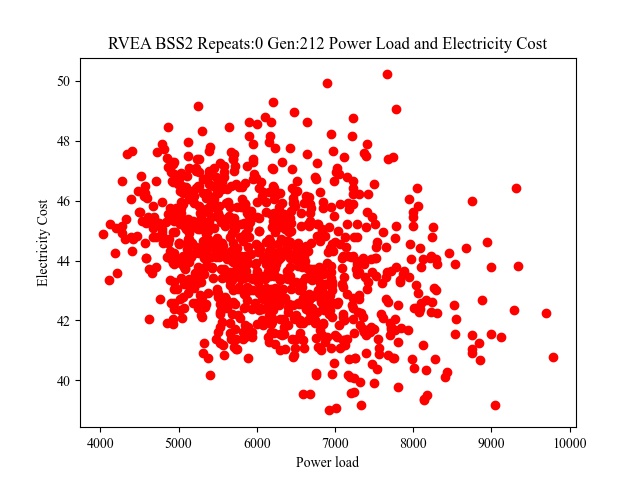 RVEA BSS2 Repeats:0 Gen:212 Power Load and Electricity Cost
50
48
46
44
42
40
Electricity Cost
4000 5000 6000 7000 8000 9000 10000
Power load